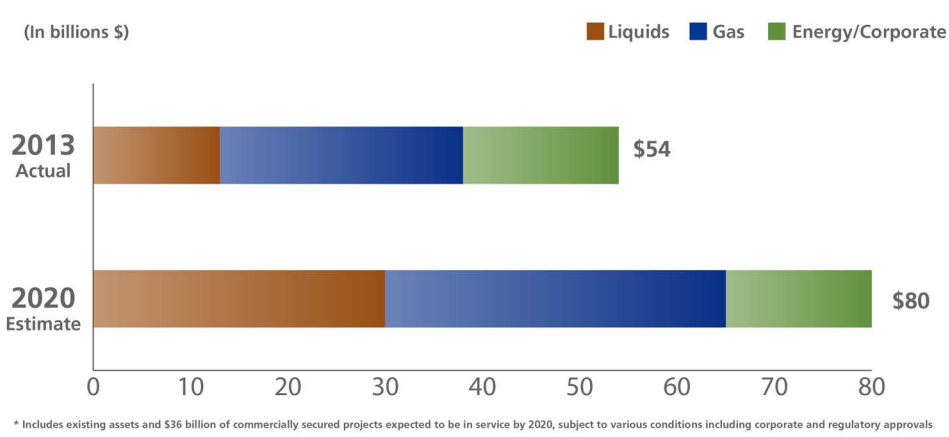 (In billions $)
Liquids Gas Energy/Corporate
2013
Actual
$54
2020
Estimate
$80
0 10 20 30 40 50 60 70 80
* Includes existing assets and $36 billion of commercially secured projects expected to be in service by 2020, subject to various conditions including corporate and regulatory approvals